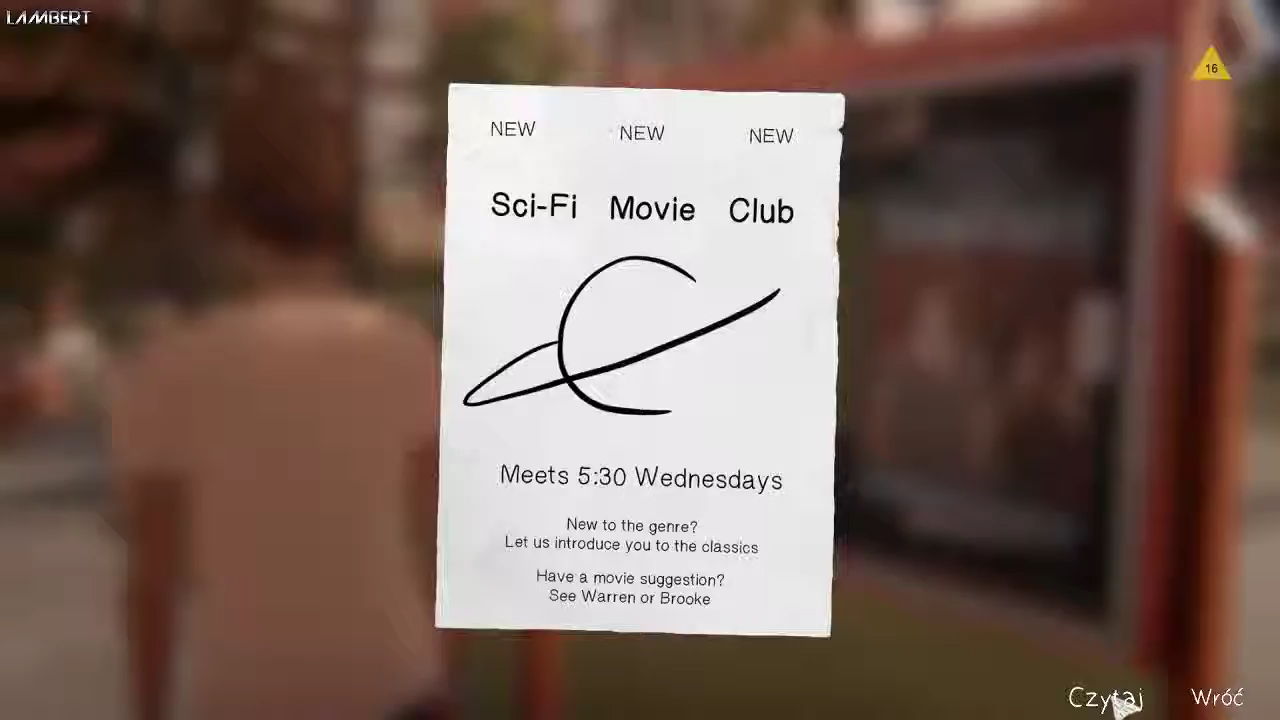 LAMBERT
16
NEW NEW NEW
Sci-Fi Movie Club
Meets 5:30 Wednesdays
New to the genre?
Let us introduce you to the classics
Have a movie suggestion?
See Warren or Brooke
Czytaj Wróć